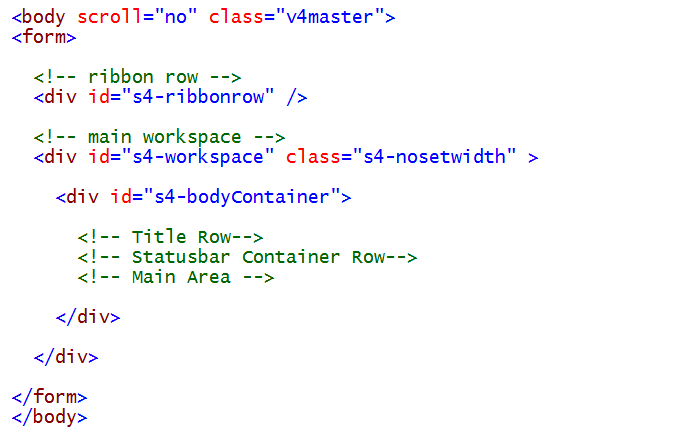 <body scroll="no" class="v4master">
<form>
<!-- ribbon row -->
<div id="s4-ribbonrow" />
<!-- main workspace -->
<div id="s4-workspace" class="s4-nosetwidth" >
<div id="s4-bodyContainer">
<!-- Title Row-->
<!-- Statusbar Container Row-->
<!-- Main Area -->
</div>
</div>
</form>
</body>